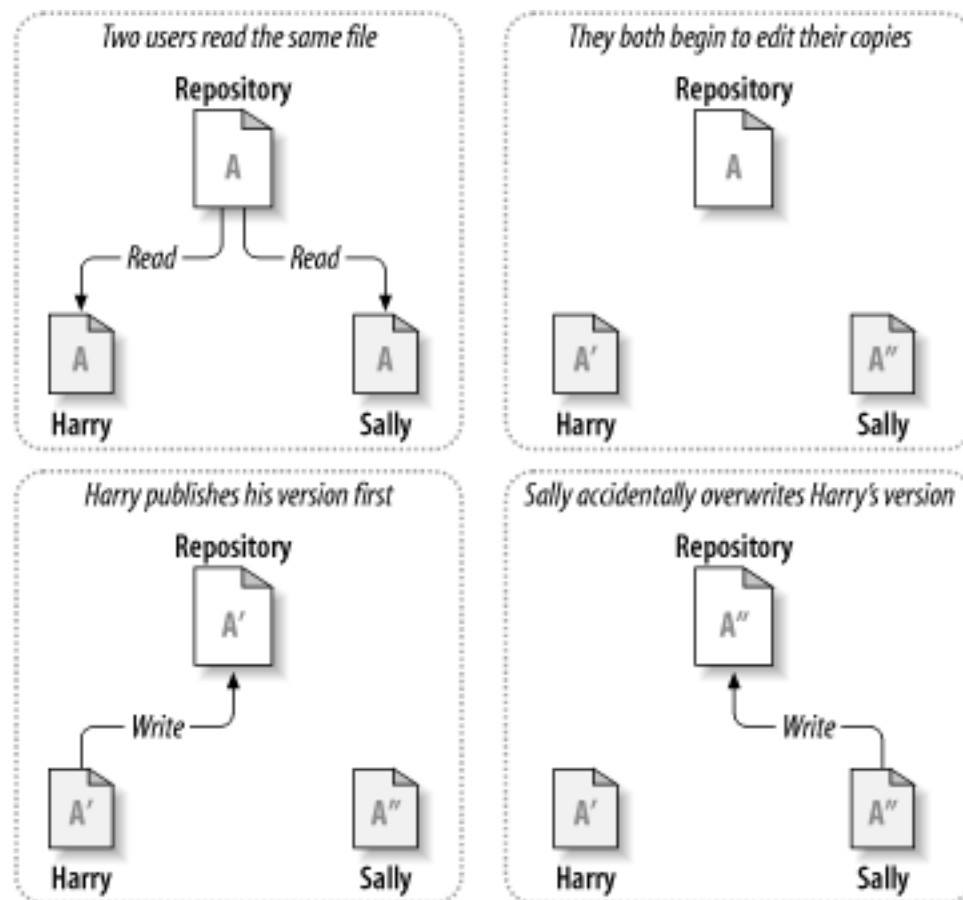 Two users read the same file
Repository
A
Read Read
A A
Harry Sally
They both begin to edit their copies
Repository
A
A' A"
Harry Sally
Harry publishes his version first
Repository
A'
Write
A' A"
Harry Sally
Sally accidentally overwrites Harry's version
Repository
A"
Write
A' A"
Harry Sally